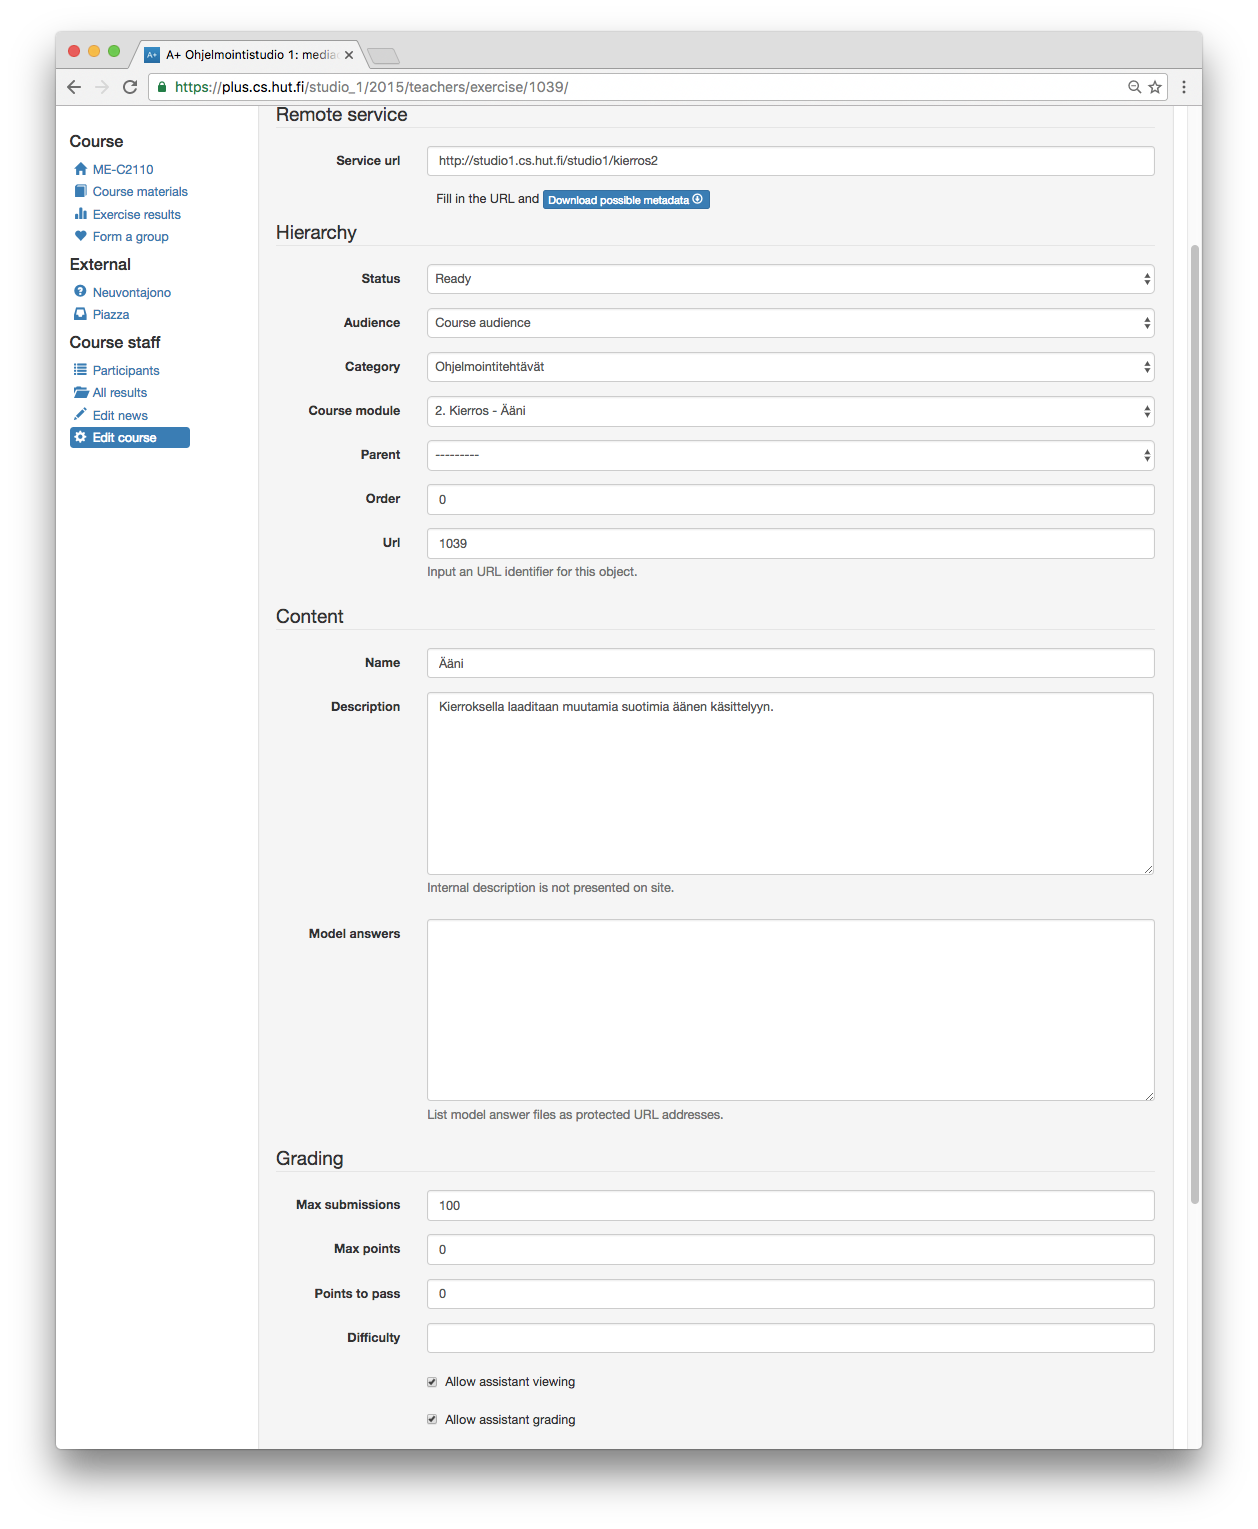 A+ Ohjelmointistudio 1: media
https://plus.cs.hut.fi/studio_1/2015/teachers/exercise/1039/
Course
ME-C2110
Course materials
Exercise results
Form a group
External
Neuvontajono
Piazza
Course staff
Participants
All results
Edit news
Edit course
Remote service
Service url http://studio1.cs.hut.fi/studio1/kierros2
Fill in the URL and Download possible metadata
Hierarchy
Status Ready
Audience Course audience
Category Ohjelmointitehtävät
Course module 2. Kierros - Ääni
Parent ---------
Order 0
Url 1039
Input an URL identifier for this object.
Content
Name Ääni
Description Kierroksella laaditaan muutamia suotimia äänen käsittelyyn.
Internal description is not presented on site.
Model answers
List model answer files as protected URL addresses.
Grading
Max submissions 100
Max points 0
Points to pass 0
Difficulty
Allow assistant viewing
Allow assistant grading